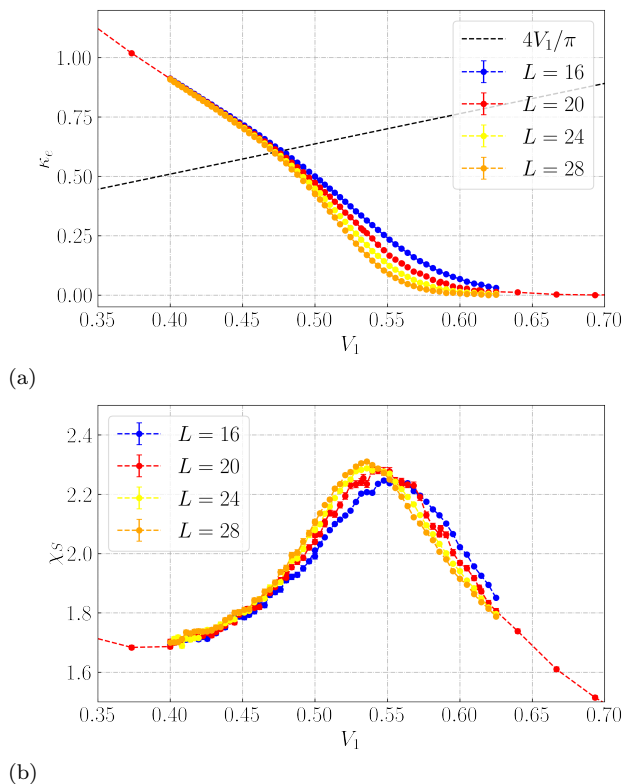 κ_e
1.00
0.75
0.50
0.25
0.00
4V₁/π
L = 16
L = 20
L = 24
L = 28
0.35 0.40 0.45 0.50 0.55 0.60 0.65 0.70
V₁
(a)
χ_S
2.4
2.2
2.0
1.8
1.6
L = 16
L = 20
L = 24
L = 28
0.35 0.40 0.45 0.50 0.55 0.60 0.65 0.70
V₁
(b)